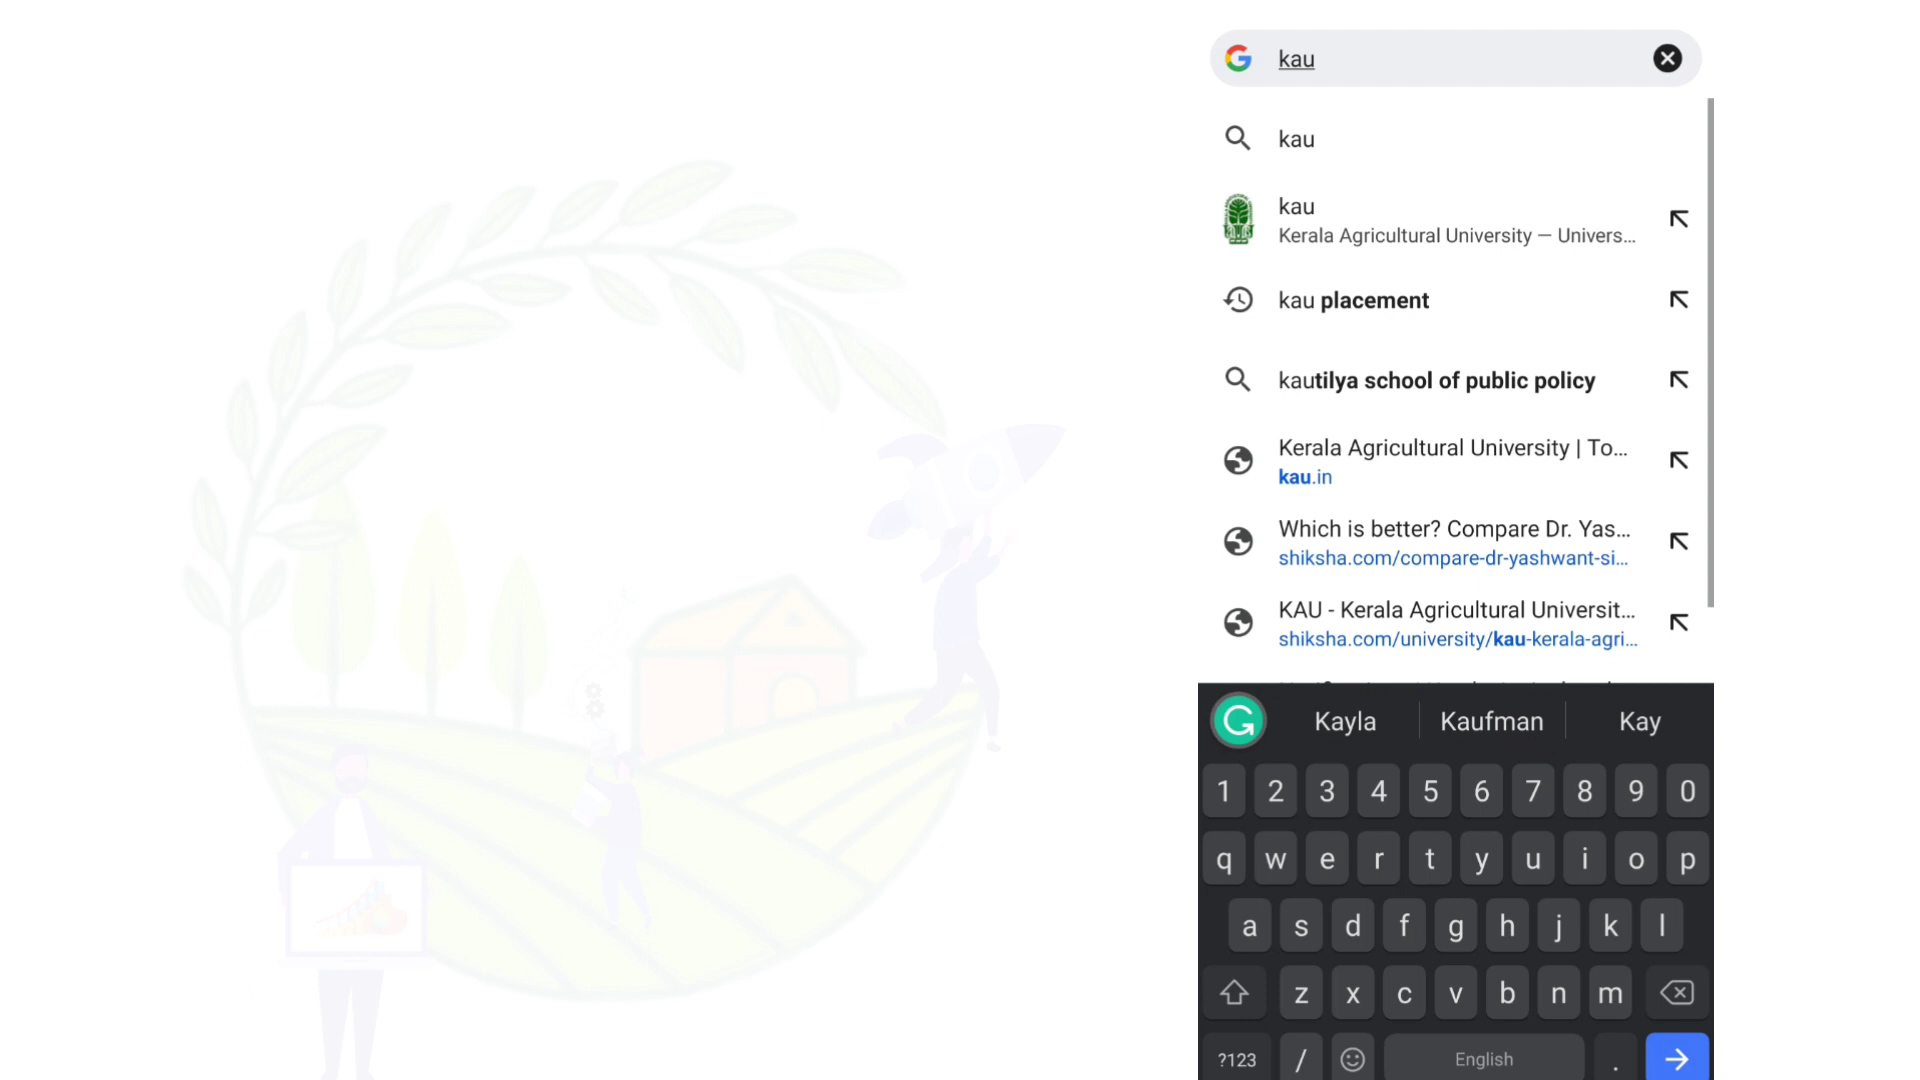 kau
kau
kau
Kerala Agricultural University — Univers...
kau placement
kautilya school of public policy
Kerala Agricultural University | To...
kau.in
Which is better? Compare Dr. Yas...
shiksha.com/compare-dr-yashwant-si...
KAU - Kerala Agricultural Universit...
shiksha.com/university/kau-kerala-agri...
Kayla Kaufman Kay
1 2 3 4 5 6 7 8 9 0
q w e r t y u i o p
a s d f g h j k l
z x c v b n m
?123 / English .